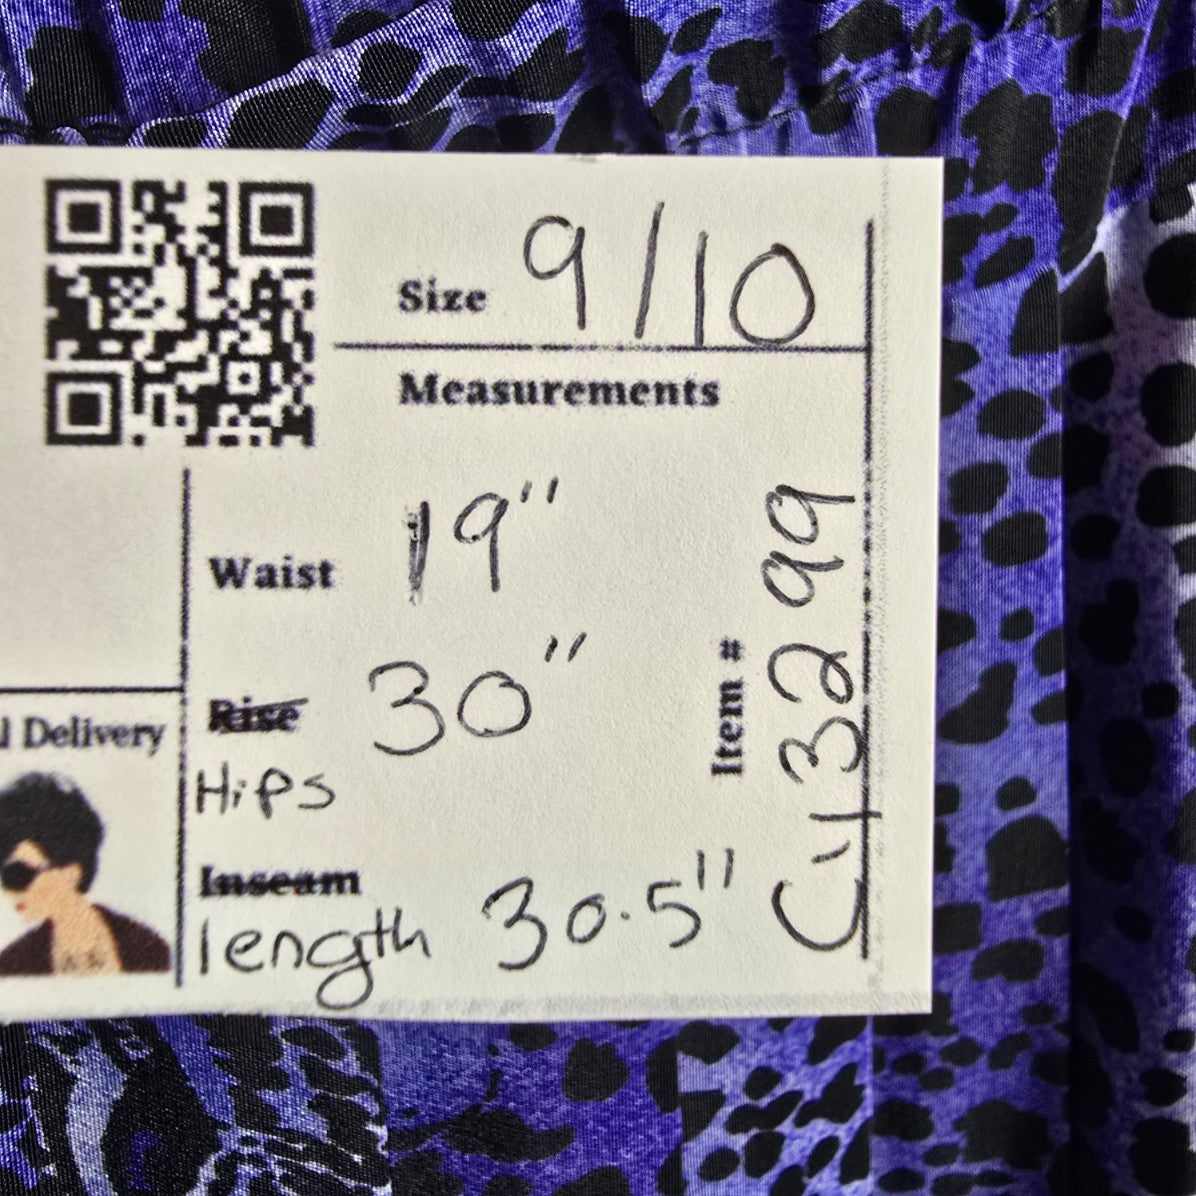 Size 9/10
Measurements
Waist 19"
Rise 30"
Hips
Inseam
length 30.5"
Item # C43299
l Delivery